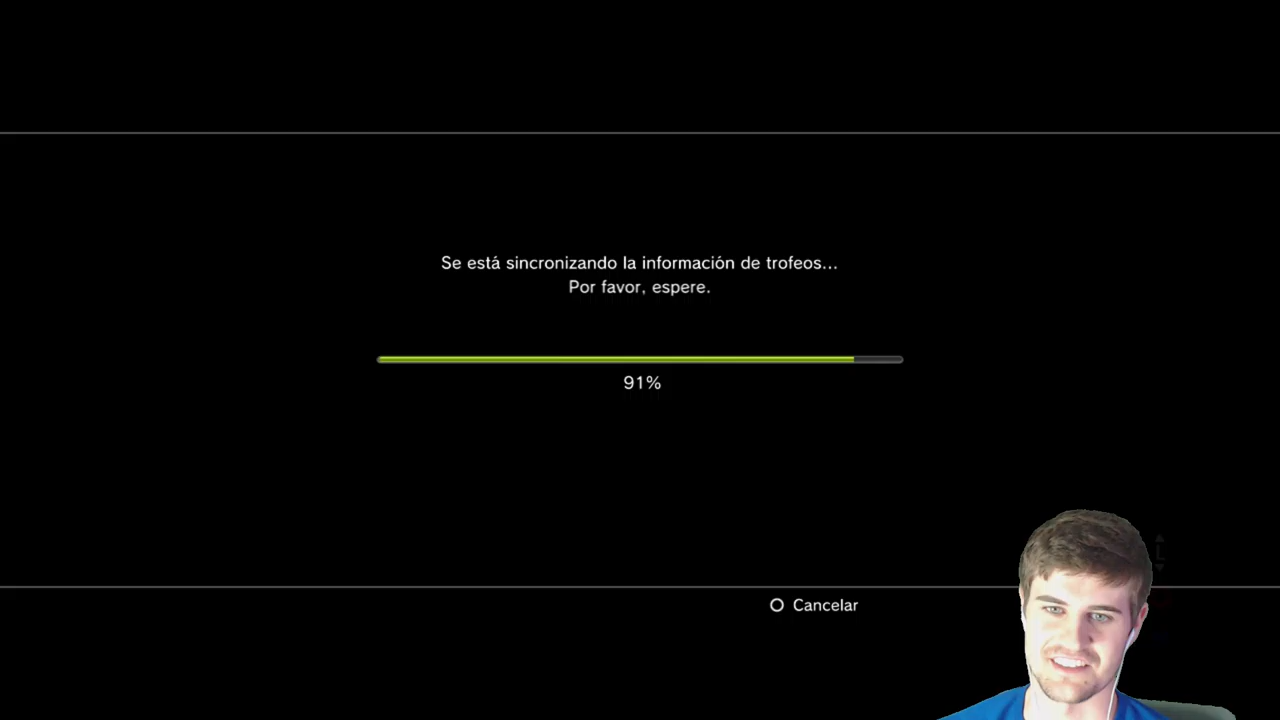 Se está sincronizando la información de trofeos...
Por favor, espere.
91%
Cancelar